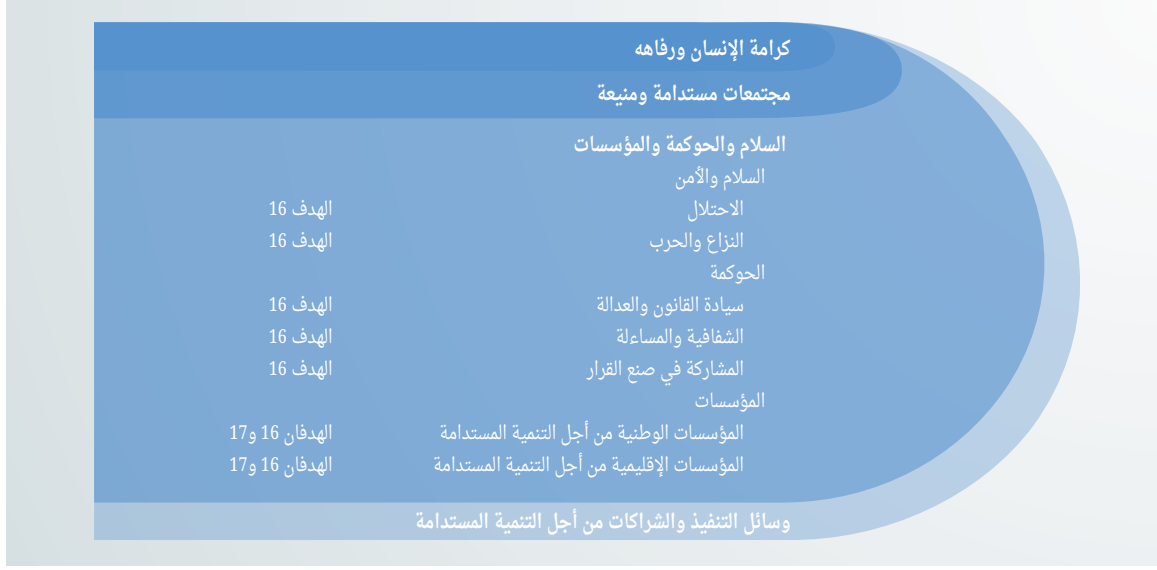 كرامة الإنسان ورفاهه
مجتمعات مستدامة ومنيعة
السلام والحوكمة والمؤسسات
السلام والأمن
الاحتلال الهدف 16
النزاع والحرب الهدف 16
الحوكمة
سيادة القانون والعدالة الهدف 16
الشفافية والمساءلة الهدف 16
المشاركة في صنع القرار الهدف 16
المؤسسات
المؤسسات الوطنية من أجل التنمية المستدامة الهدفان 16 و17
المؤسسات الإقليمية من أجل التنمية المستدامة الهدفان 16 و17
وسائل التنفيذ والشراكات من أجل التنمية المستدامة